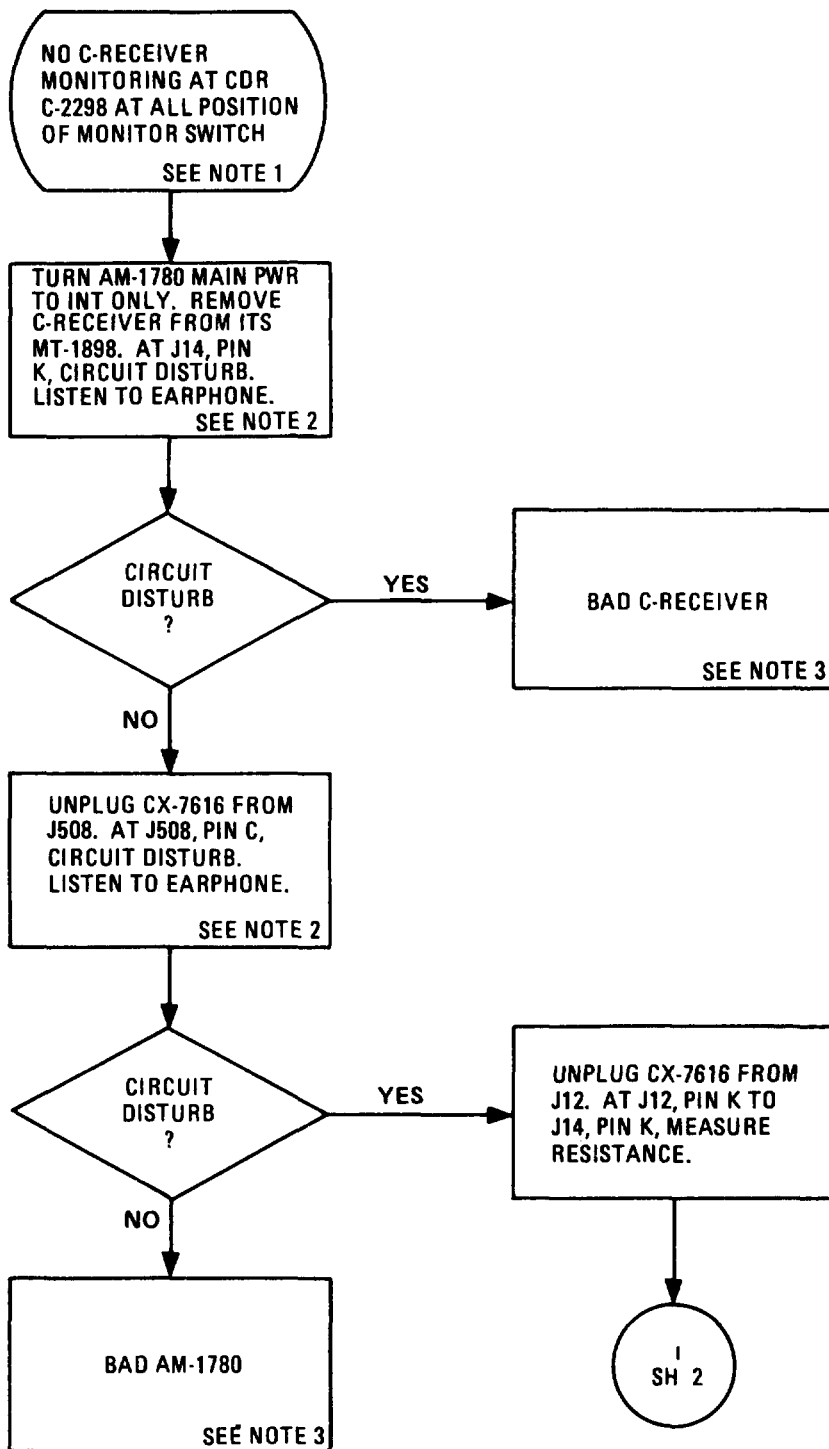 NO C-RECEIVER
MONITORING AT CDR
C-2298 AT ALL POSITION
OF MONITOR SWITCH
SEE NOTE 1
TURN AM-1780 MAIN PWR
TO INT ONLY. REMOVE
C-RECEIVER FROM ITS
MT-1898. AT J14, PIN
K, CIRCUIT DISTURB.
LISTEN TO EARPHONE.
SEE NOTE 2
CIRCUIT
DISTURB
?
YES
BAD C-RECEIVER
SEE NOTE 3
NO
UNPLUG CX-7616 FROM
J508. AT J508, PIN C,
CIRCUIT DISTURB.
LISTEN TO EARPHONE.
SEE NOTE 2
CIRCUIT
DISTURB
?
YES
UNPLUG CX-7616 FROM
J12. AT J12, PIN K TO
J14, PIN K, MEASURE
RESISTANCE.
NO
BAD AM-1780
SEE NOTE 3
I
SH 2